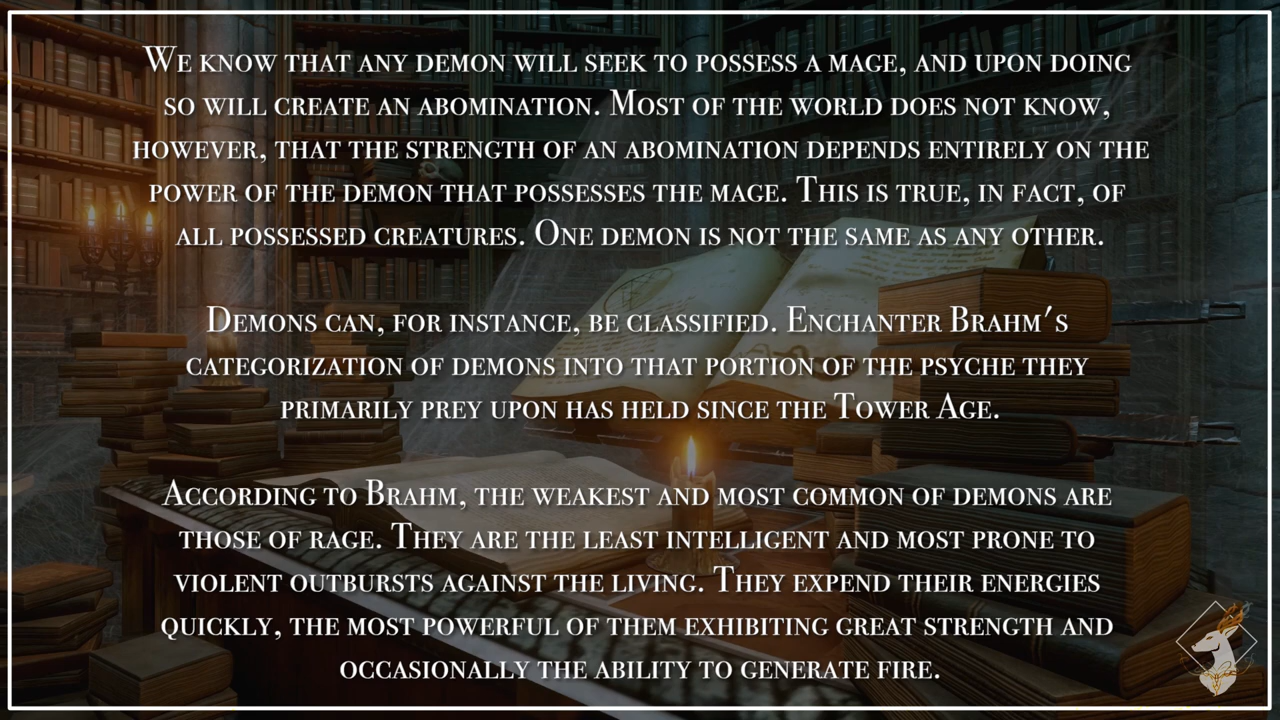 We know that any demon will seek to possess a mage, and upon doing
so will create an abomination. Most of the world does not know,
however, that the strength of an abomination depends entirely on the
power of the demon that possesses the mage. This is true, in fact, of
all possessed creatures. One demon is not the same as any other.
Demons can, for instance, be classified. Enchanter Brahm's
categorization of demons into that portion of the psyche they
primarily prey upon has held since the Tower Age.
According to Brahm, the weakest and most common of demons are
those of rage. They are the least intelligent and most prone to
violent outbursts against the living. They expend their energies
quickly, the most powerful of them exhibiting great strength and
occasionally the ability to generate fire.